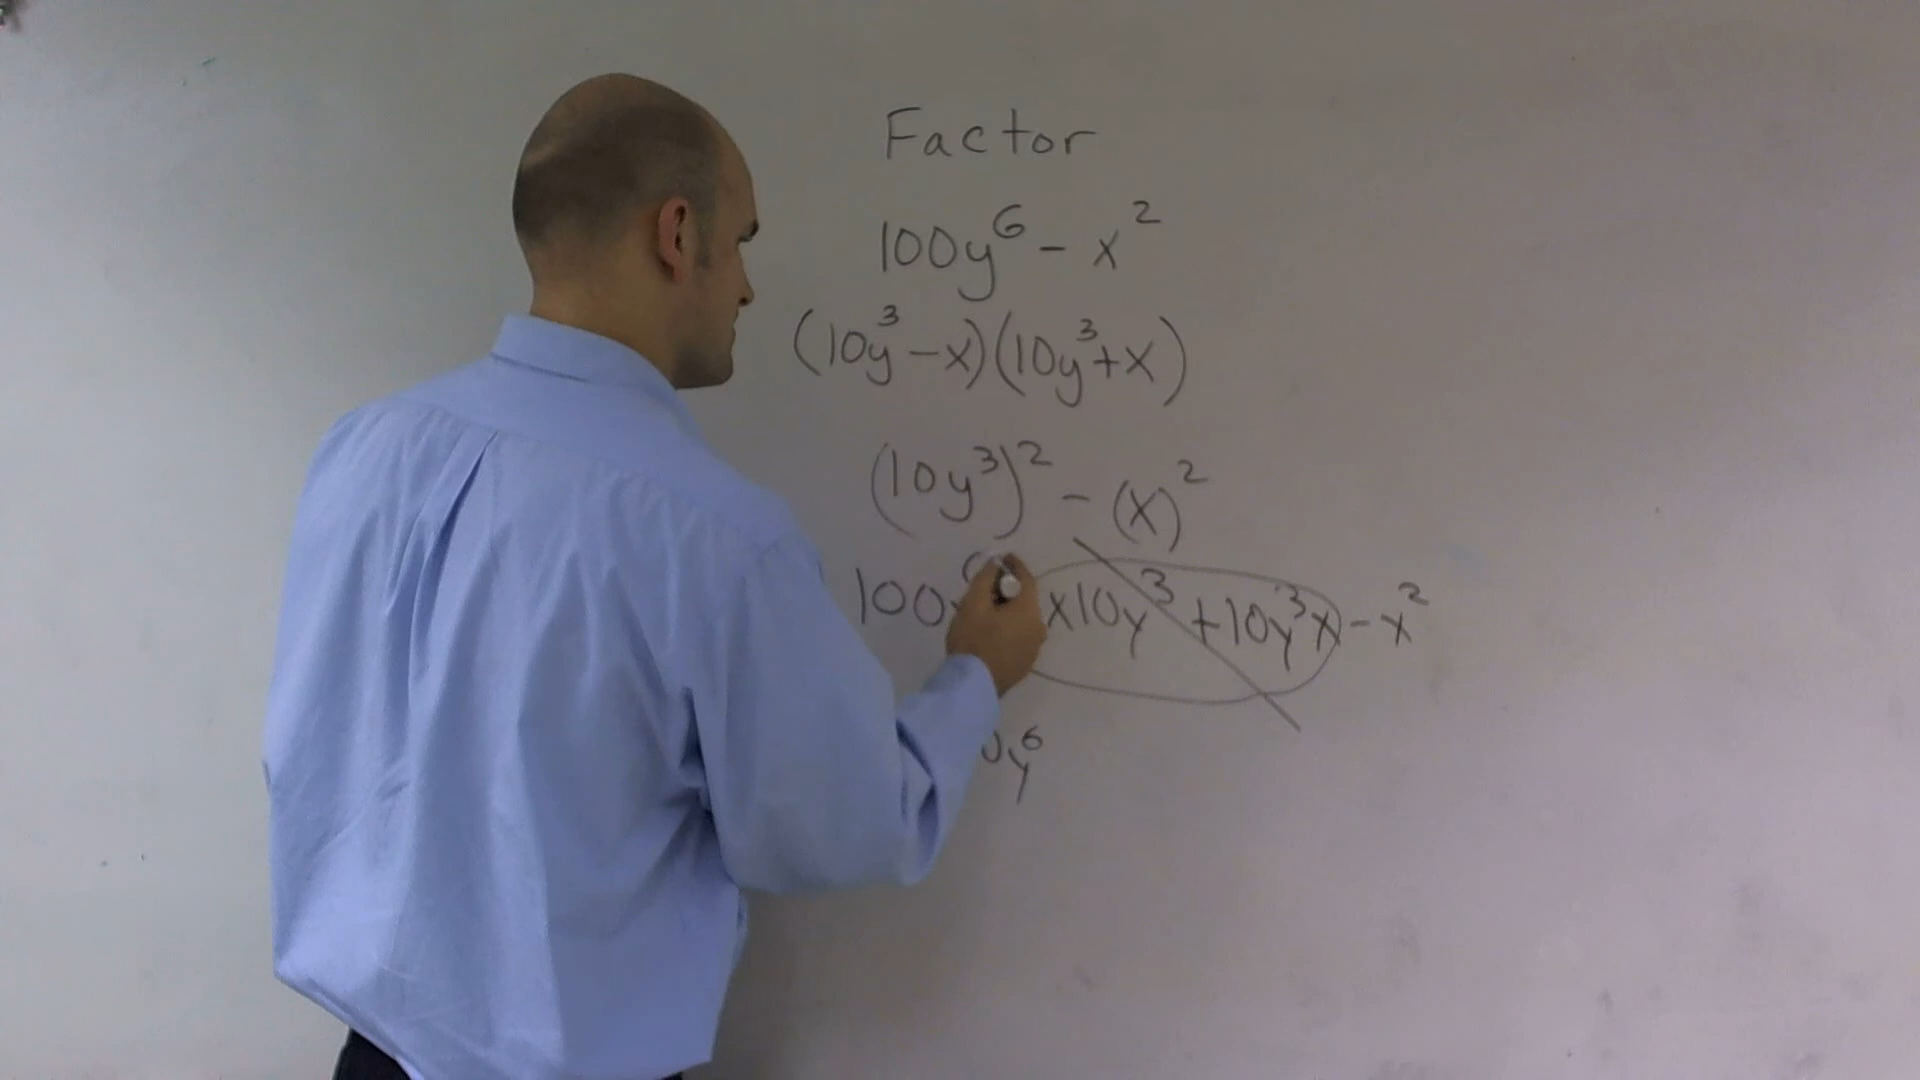 Factor
100y⁶ - x²
(10y³ - x)(10y³ + x)
(10y³)² - (x)²
100 x10y³ + 10y³x - x²
y⁶